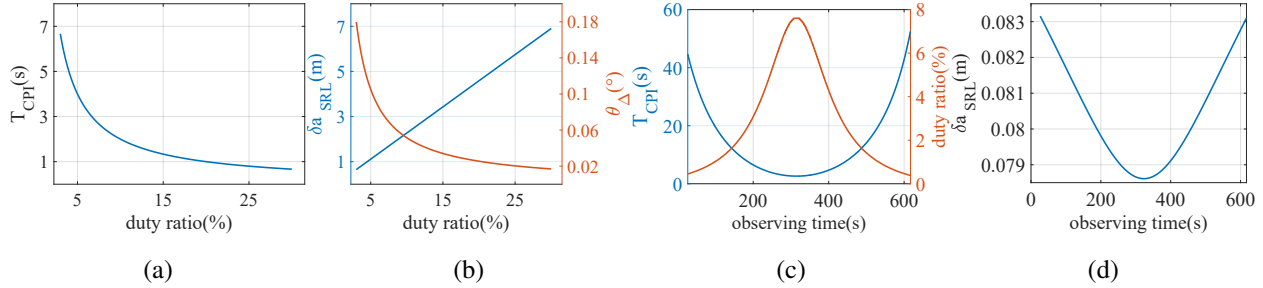 7
5
3
1
5
15
25
T_CPI(s)
duty ratio(%)
(a)
7
5
3
1
0.18
0.14
0.10
0.06
0.02
5
15
25
δa_SRL(m)
θ_Δ(°)
duty ratio(%)
(b)
60
40
20
0
8
6
4
2
0
200
400
600
T_CPI(s)
duty ratio(%)
observing time(s)
(c)
0.083
0.082
0.081
0.08
0.079
0
200
400
600
δa_SRL(m)
observing time(s)
(d)